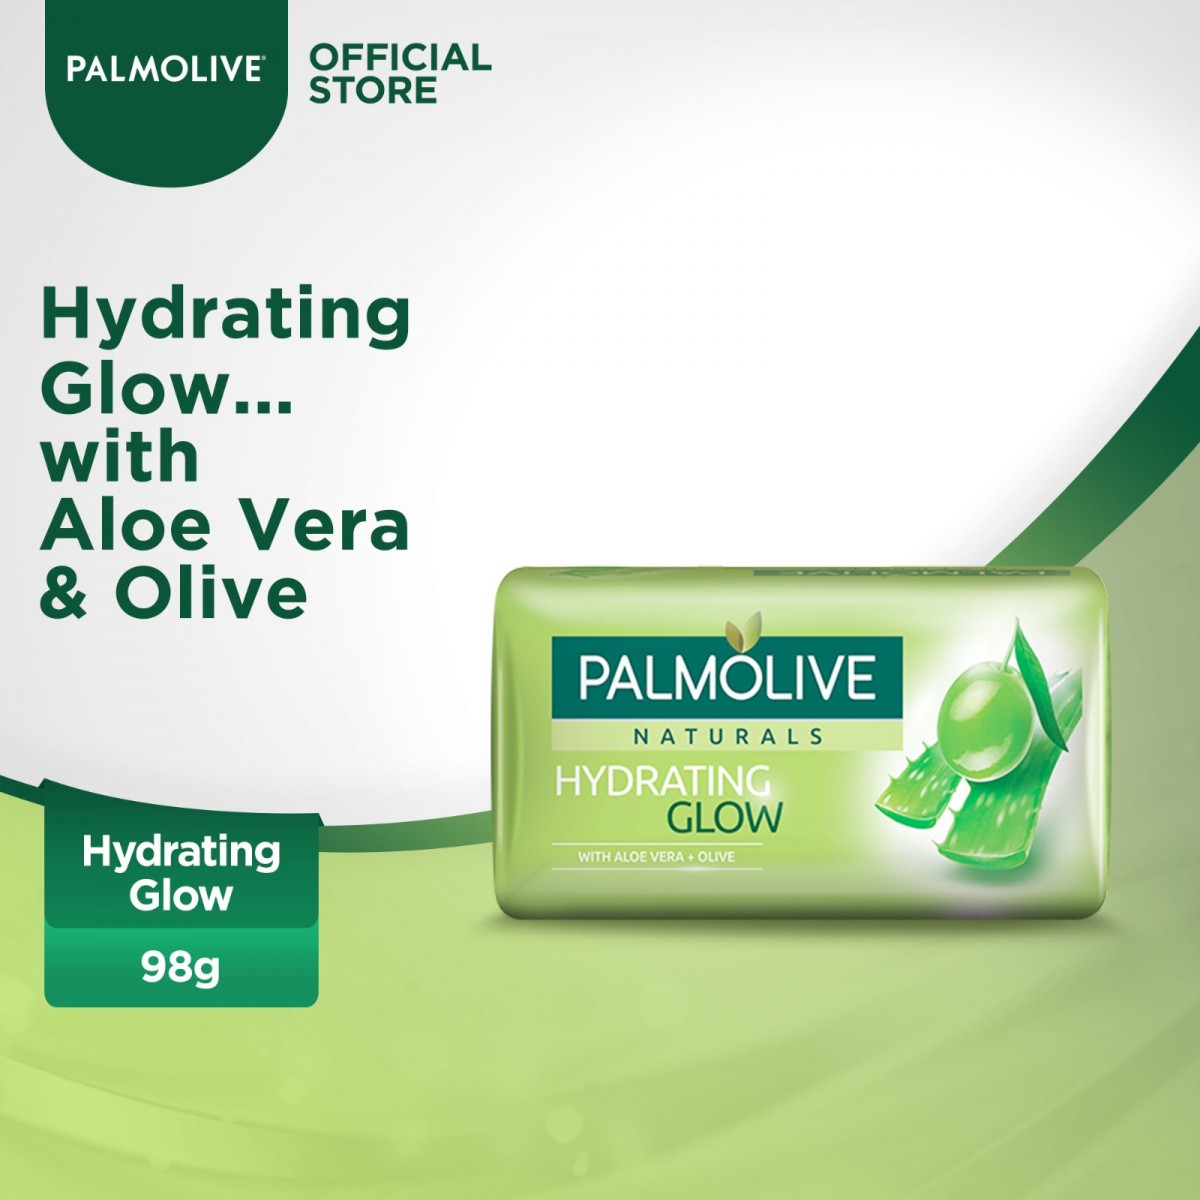 PALMOLIVE
OFFICIAL
STORE
Hydrating
Glow...
with
Aloe Vera
& Olive
PALMOLIVE
NATURALS
HYDRATING
GLOW
WITH ALOE VERA + OLIVE
Hydrating
Glow
98g